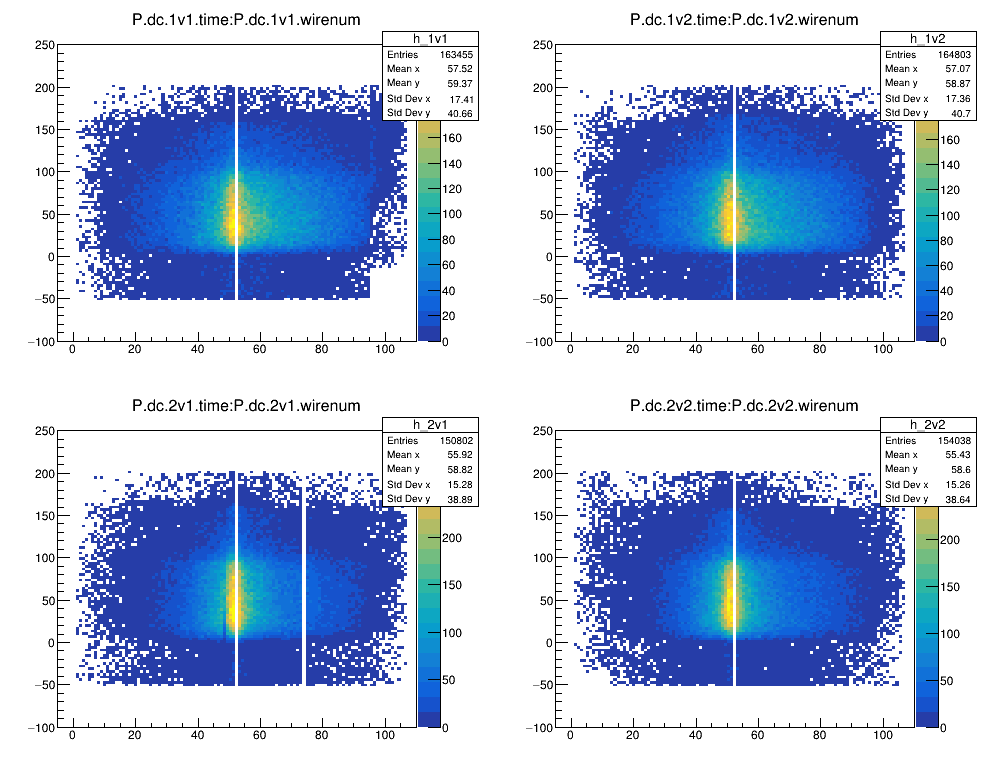 P.dc.1v1.time:P.dc.1v1.wirenum
h_1v1
Entries 163455
Mean x 57.52
Mean y 59.37
Std Dev x 17.41
Std Dev y 40.66
250
200
150
100
50
0
−50
−100
0 20 40 60 80 100
160
140
120
100
80
60
40
20
0
P.dc.1v2.time:P.dc.1v2.wirenum
h_1v2
Entries 164803
Mean x 57.07
Mean y 58.87
Std Dev x 17.36
Std Dev y 40.7
250
200
150
100
50
0
−50
−100
0 20 40 60 80 100
160
140
120
100
80
60
40
20
0
P.dc.2v1.time:P.dc.2v1.wirenum
h_2v1
Entries 150802
Mean x 55.92
Mean y 58.82
Std Dev x 15.28
Std Dev y 38.89
250
200
150
100
50
0
−50
−100
0 20 40 60 80 100
200
150
100
50
0
P.dc.2v2.time:P.dc.2v2.wirenum
h_2v2
Entries 154038
Mean x 55.43
Mean y 58.6
Std Dev x 15.26
Std Dev y 38.64
250
200
150
100
50
0
−50
−100
0 20 40 60 80 100
200
150
100
50
0